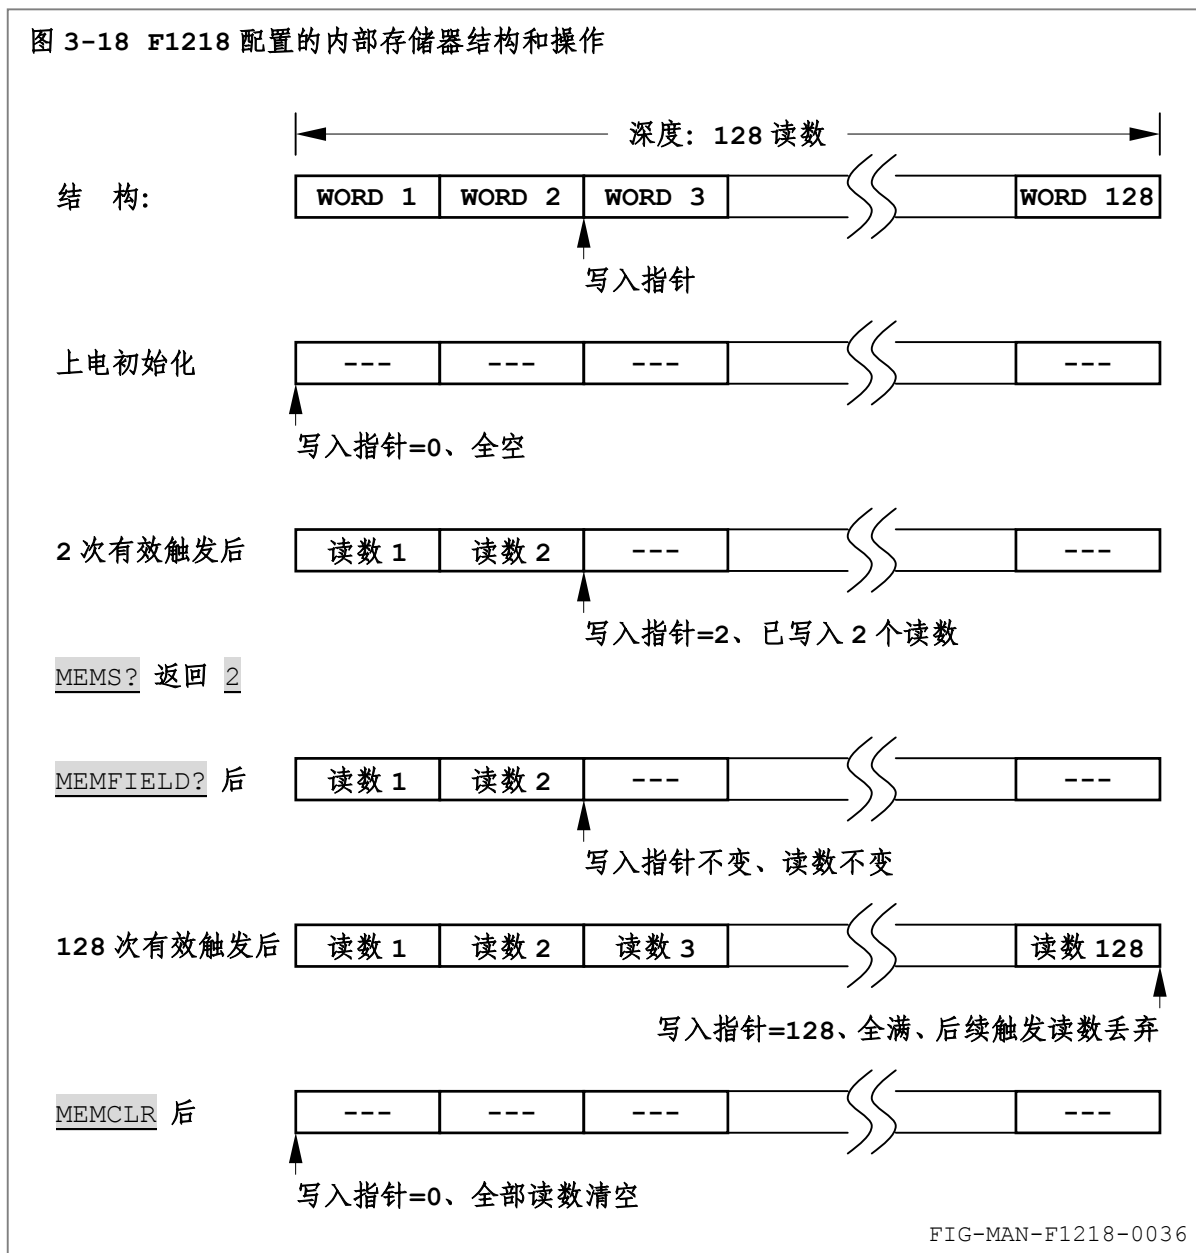 图 3-18 F1218 配置的内部存储器结构和操作
深度: 128 读数
结 构: WORD 1 WORD 2 WORD 3 WORD 128
写入指针
上电初始化 --- --- --- ---
写入指针=0、全空
2 次有效触发后 读数 1 读数 2 --- ---
写入指针=2、已写入 2 个读数
MEMS? 返回 2
MEMFIELD? 后 读数 1 读数 2 --- ---
写入指针不变、读数不变
128 次有效触发后 读数 1 读数 2 读数 3 读数 128
写入指针=128、全满、后续触发读数丢弃
MEMCLR 后 --- --- --- ---
写入指针=0、全部读数清空
FIG-MAN-F1218-0036